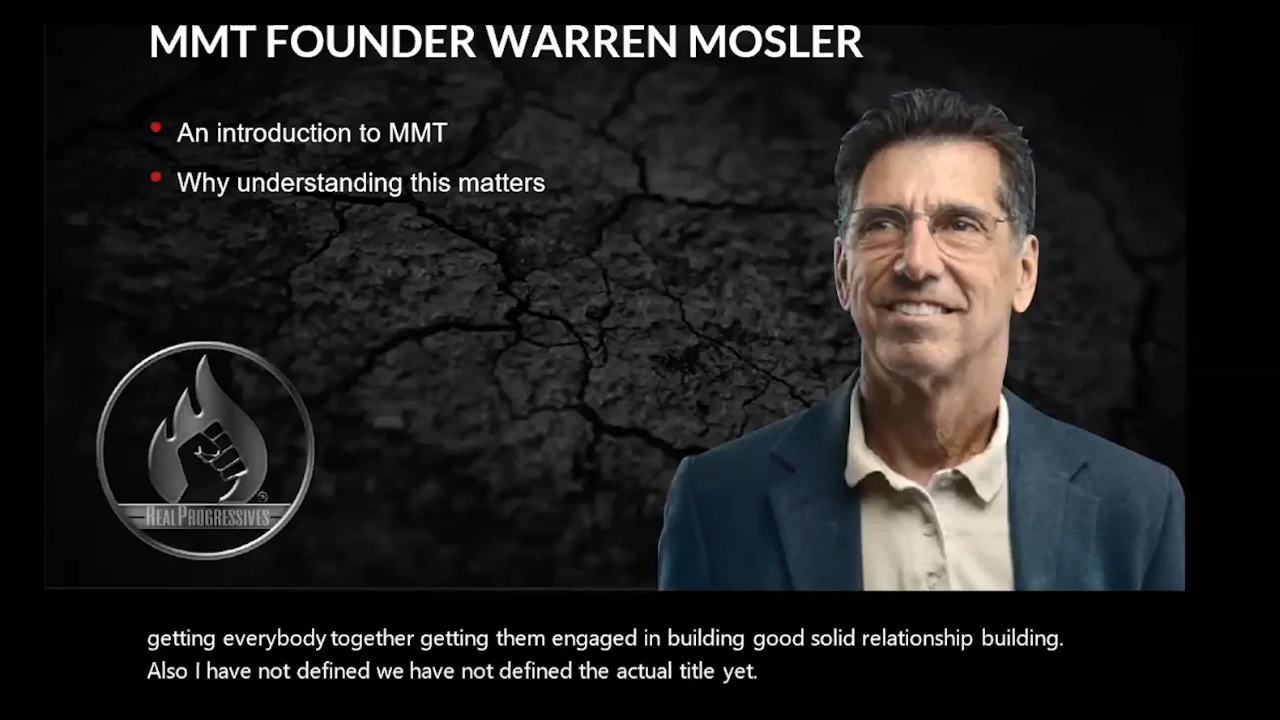 MMT FOUNDER WARREN MOSLER
An introduction to MMT
Why understanding this matters
REALPROGRESSIVES
getting everybody together getting them engaged in building good solid relationship building.
Also I have not defined we have not defined the actual title yet.